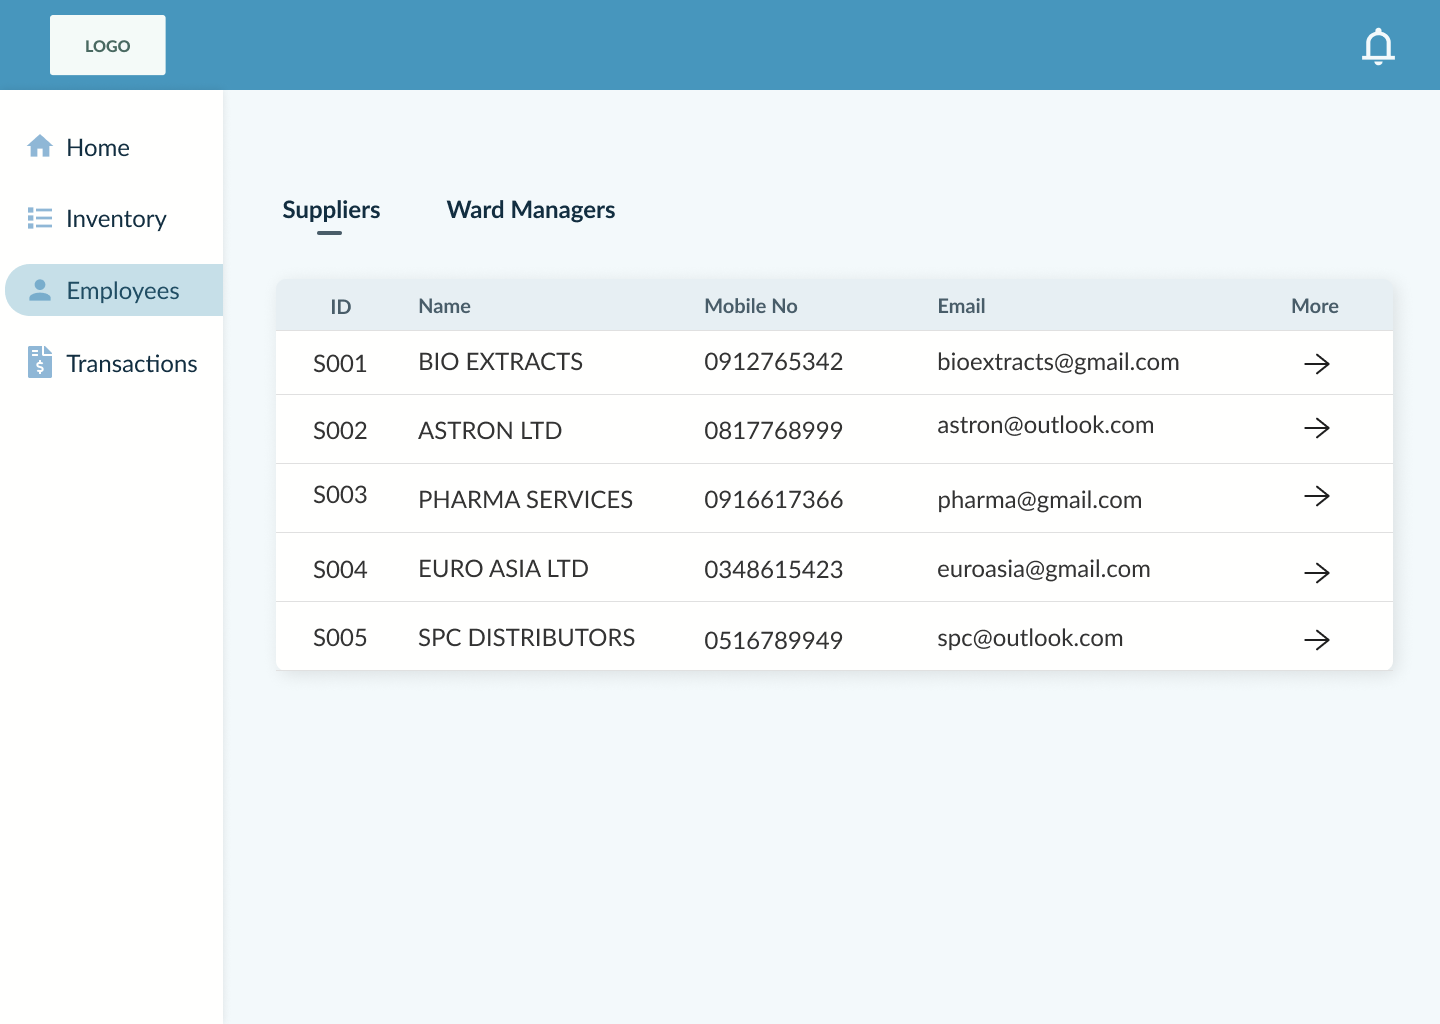 LOGO
Home
Inventory
Employees
Transactions
Suppliers Ward Managers
ID Name Mobile No Email More
S001 BIO EXTRACTS 0912765342 bioextracts@gmail.com
S002 ASTRON LTD 0817768999 astron@outlook.com
S003 PHARMA SERVICES 0916617366 pharma@gmail.com
S004 EURO ASIA LTD 0348615423 euroasia@gmail.com
S005 SPC DISTRIBUTORS 0516789949 spc@outlook.com